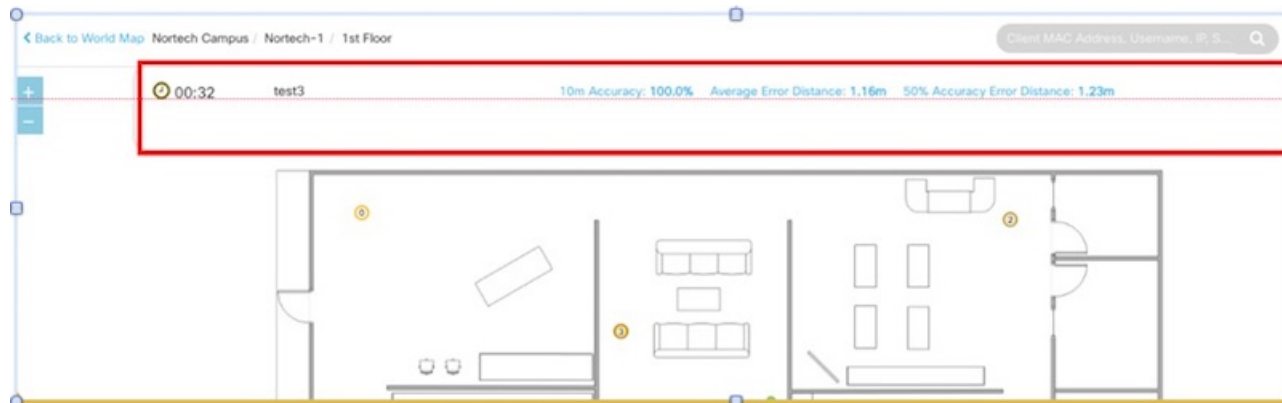 Back to World Map Nortech Campus / Nortech-1 / 1st Floor
Client MAC Address, Username, IP, S...
+
00:32 test3 10m Accuracy: 100.0% Average Error Distance: 1.16m 50% Accuracy Error Distance: 1.23m
−
0
2
3